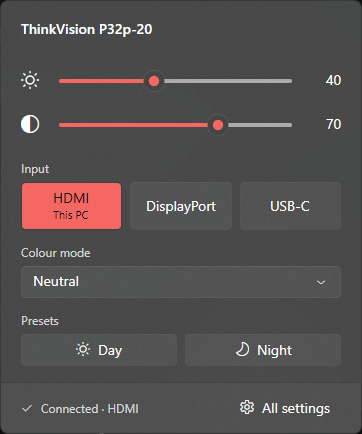 ThinkVision P32p-20
40
70
Input
HDMI
This PC
DisplayPort
USB-C
Colour mode
Neutral
Presets
Day
Night
Connected · HDMI
All settings